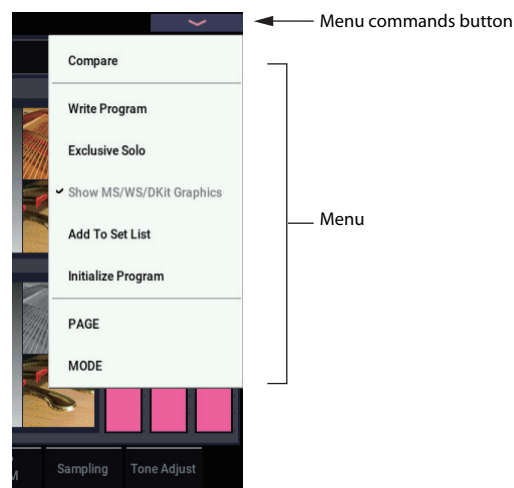 Menu commands button
Compare
Write Program
Exclusive Solo
Show MS/WS/DKit Graphics
Add To Set List
Initialize Program
Menu
PAGE
MODE
M
Sampling
Tone Adjust